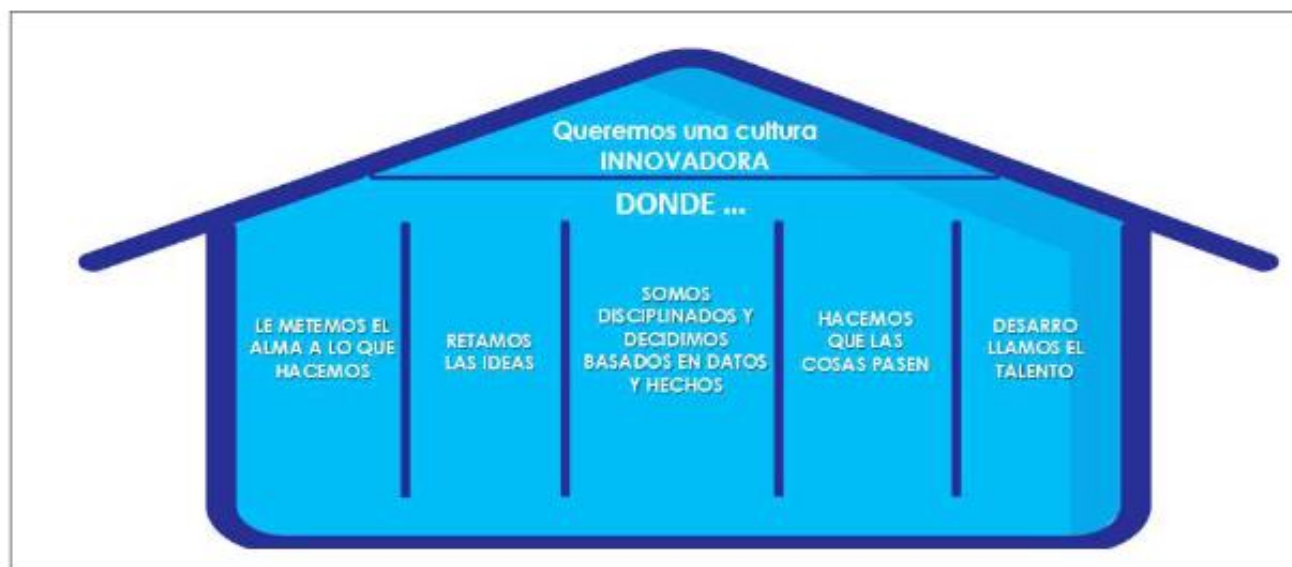 Queremos una cultura
INNOVADORA
DONDE ...
LE METEMOS EL
ALMA A LO QUE
HACEMOS
RETAMOS
LAS IDEAS
SOMOS
DISCIPLINADOS Y
DECIDIMOS
BASADOS EN DATOS
Y HECHOS
HACEMOS
QUE LAS
COSAS PASEN
DESARRO
LLAMOS EL
TALENTO